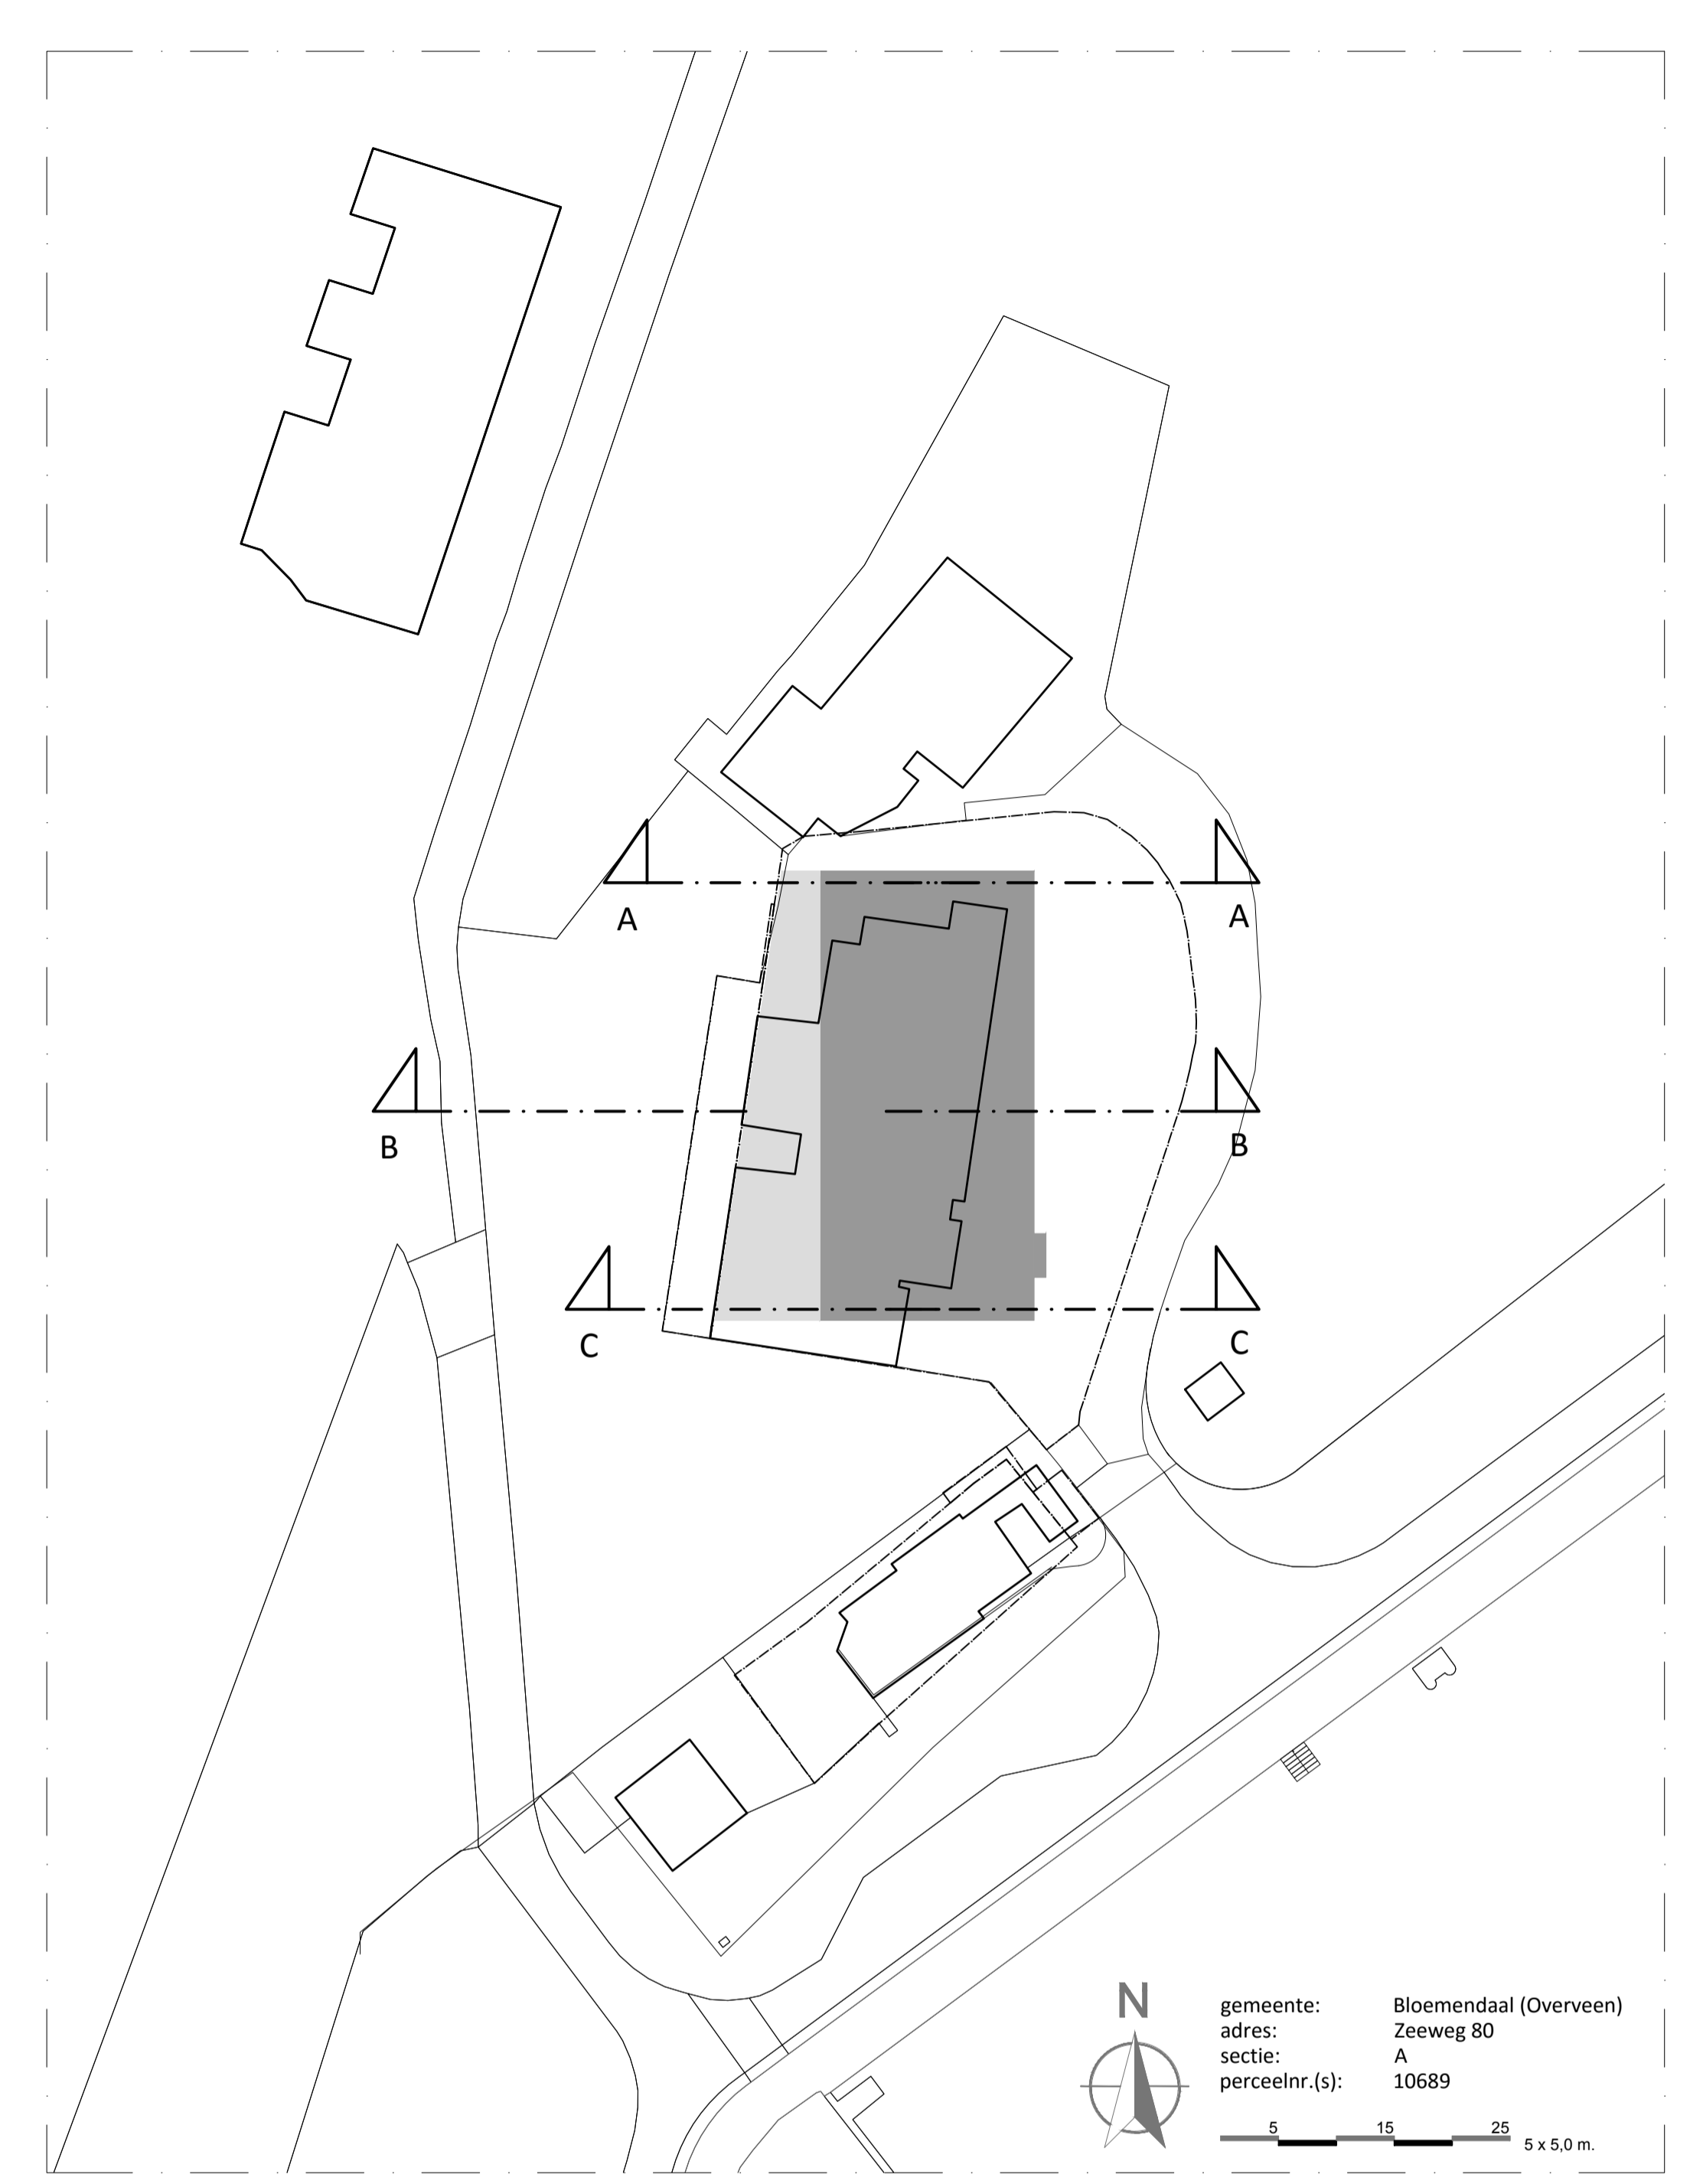 A
A
B
B
C
C
N
gemeente: Bloemendaal (Overveen)
adres: Zeeweg 80
sectie: A
perceelnr.(s): 10689
5 15 25
5 x 5,0 m.